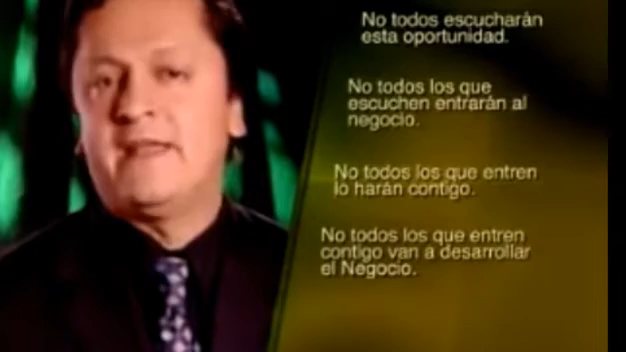 No todos escucharán
esta oportunidad.
No todos los que
escuchen entrarán al
negocio.
No todos los que entren
lo harán contigo.
No todos los que entren
contigo van a desarrollar
el Negocio.